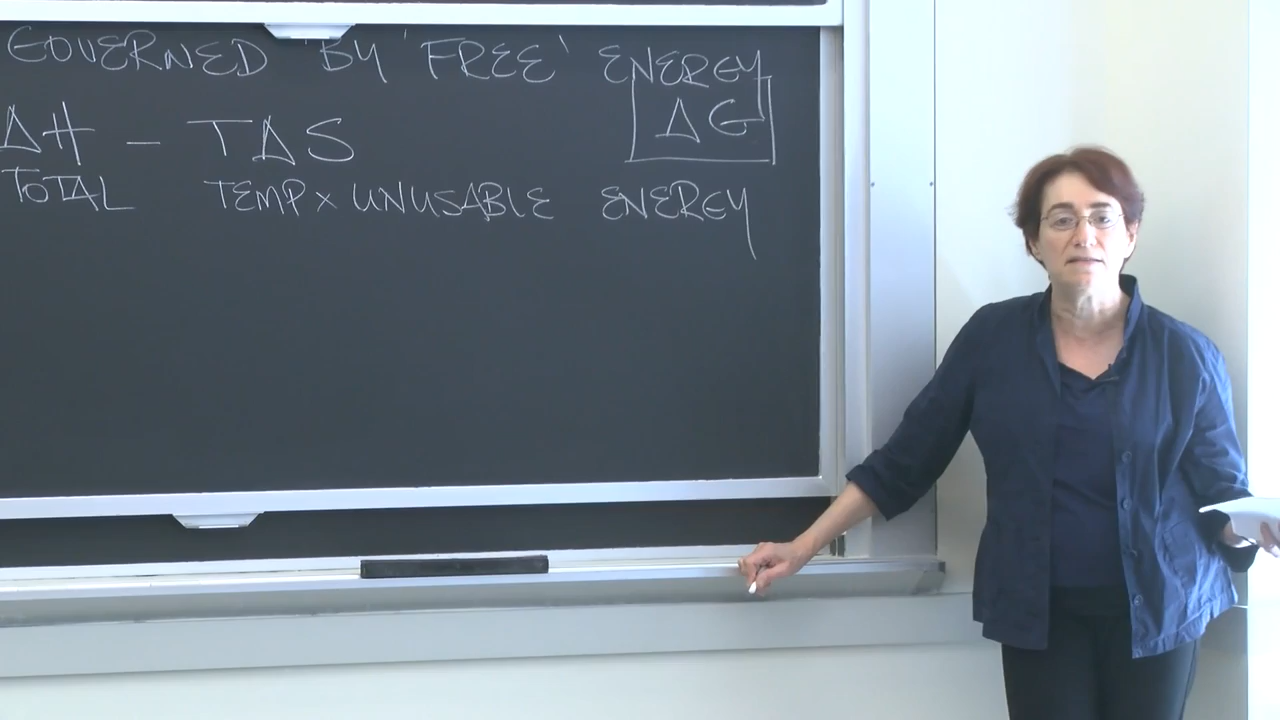 GOVERNED 'BY 'FREE' ENERGY
ΔG
ΔH - TΔS
TOTAL TEMP x UNUSABLE ENERGY